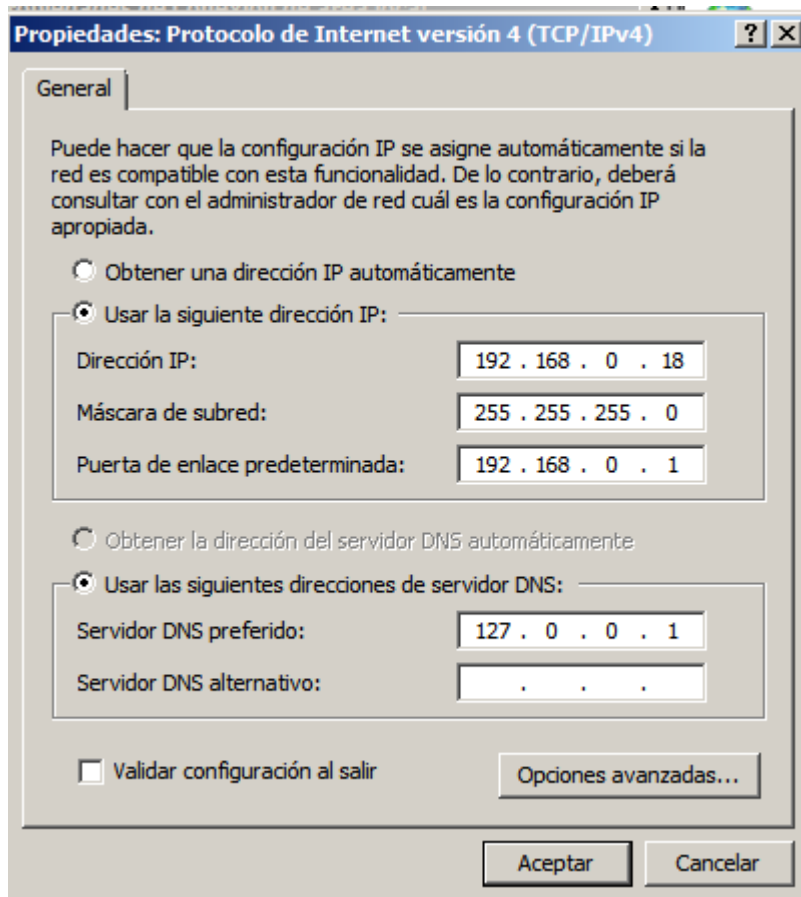 Propiedades: Protocolo de Internet versión 4 (TCP/IPv4)
General
Puede hacer que la configuración IP se asigne automáticamente si la
red es compatible con esta funcionalidad. De lo contrario, deberá
consultar con el administrador de red cuál es la configuración IP
apropiada.
Obtener una dirección IP automáticamente
Usar la siguiente dirección IP:
Dirección IP: 192 . 168 . 0 . 18
Máscara de subred: 255 . 255 . 255 . 0
Puerta de enlace predeterminada: 192 . 168 . 0 . 1
Obtener la dirección del servidor DNS automáticamente
Usar las siguientes direcciones de servidor DNS:
Servidor DNS preferido: 127 . 0 . 0 . 1
Servidor DNS alternativo: . . .
Validar configuración al salir
Opciones avanzadas...
Aceptar
Cancelar